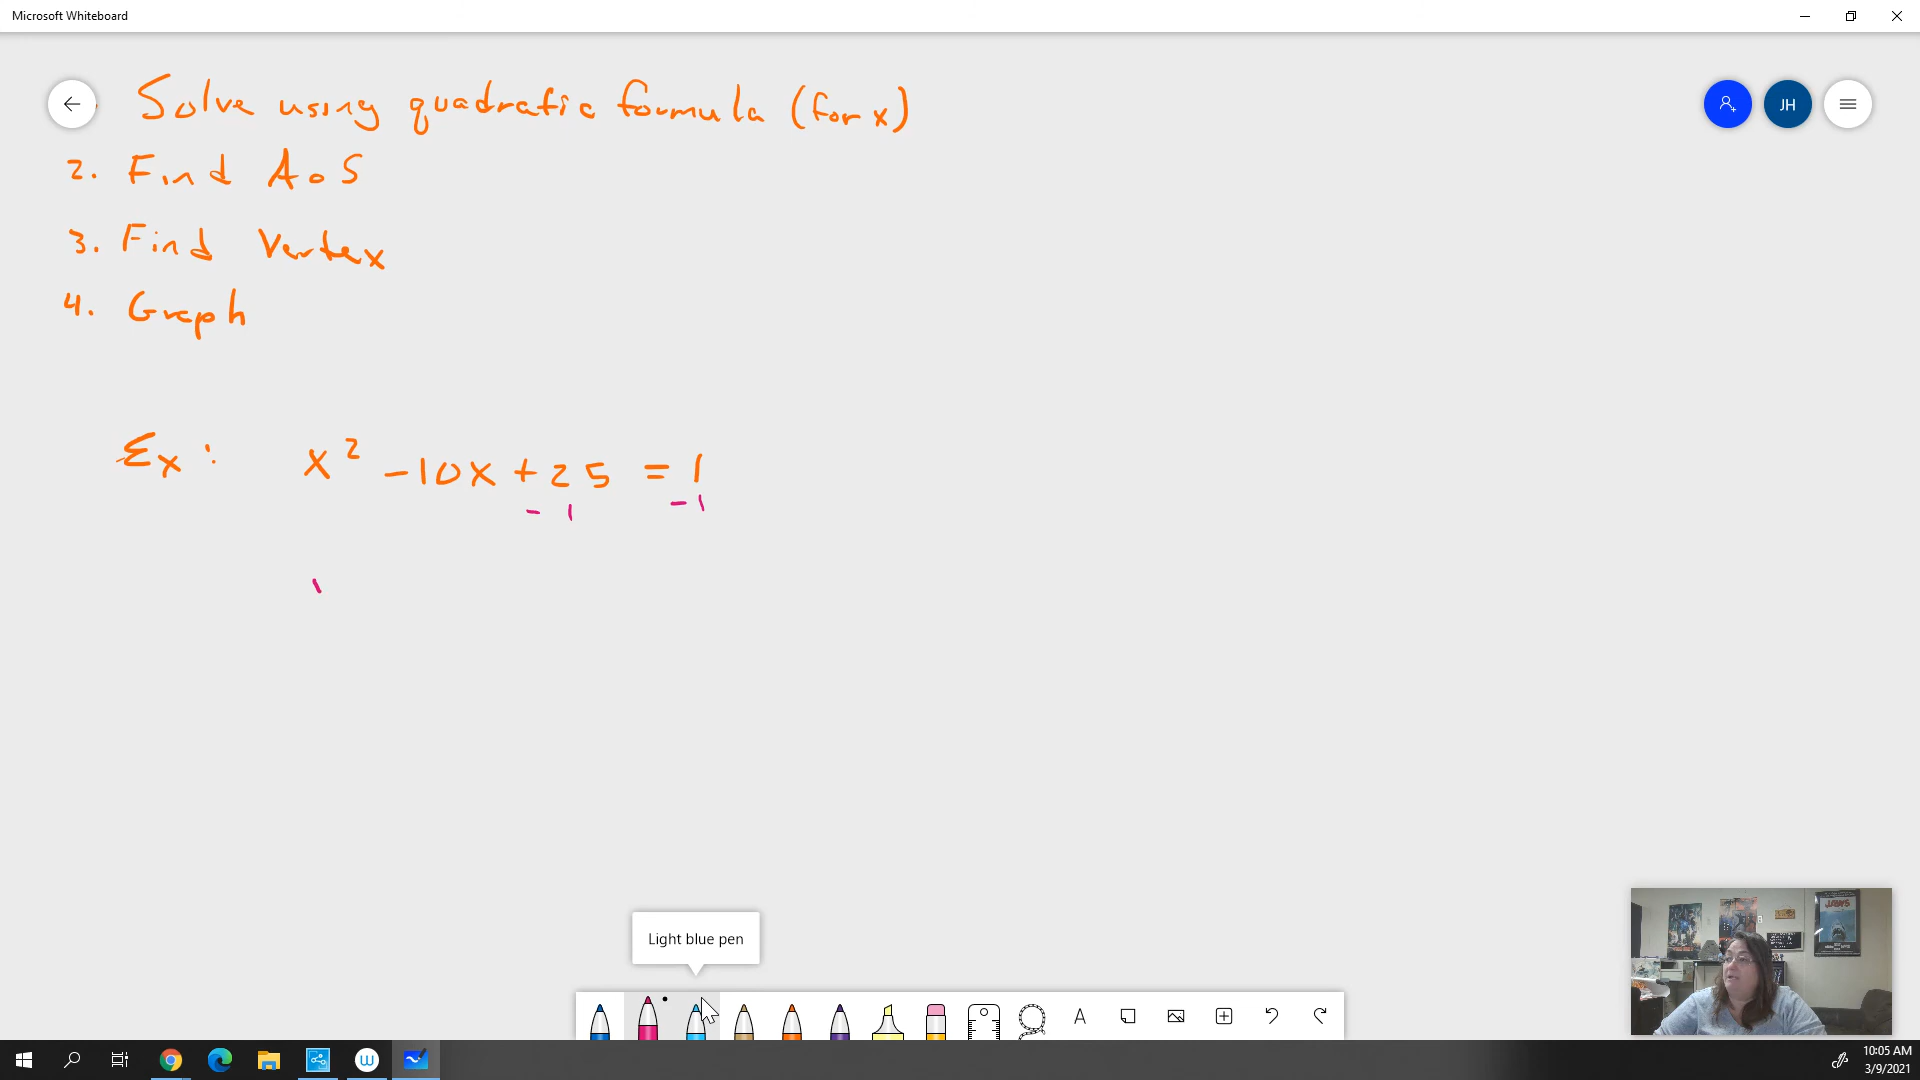 Microsoft Whiteboard
Solve using quadratic formula (for x)
2. Find AoS
3. Find Vertex
4. Graph
JH
Ex: x² -10x +25 = 1
-1 -1
Light blue pen
A
JAWS
10:05 AM
3/9/2021